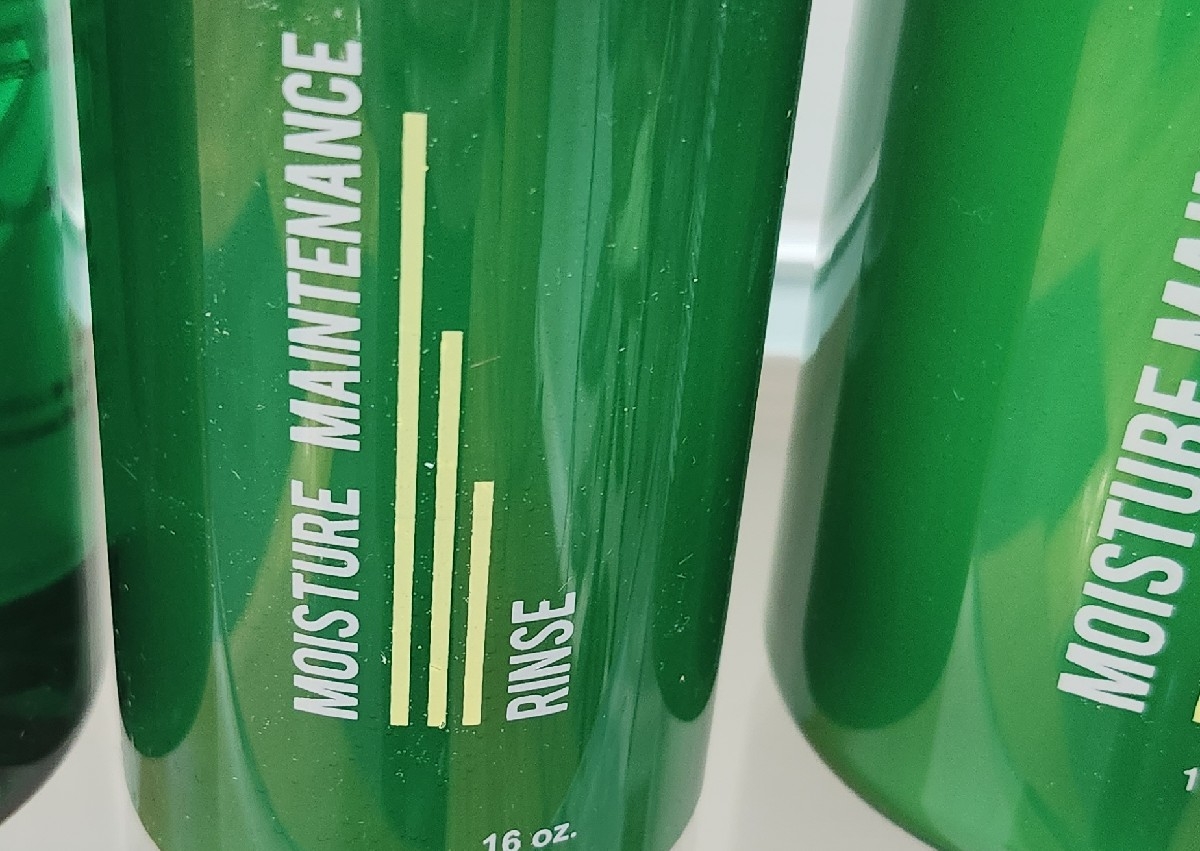 MOISTURE MAINTENANCE
RINSE
16 oz.
MOISTURE